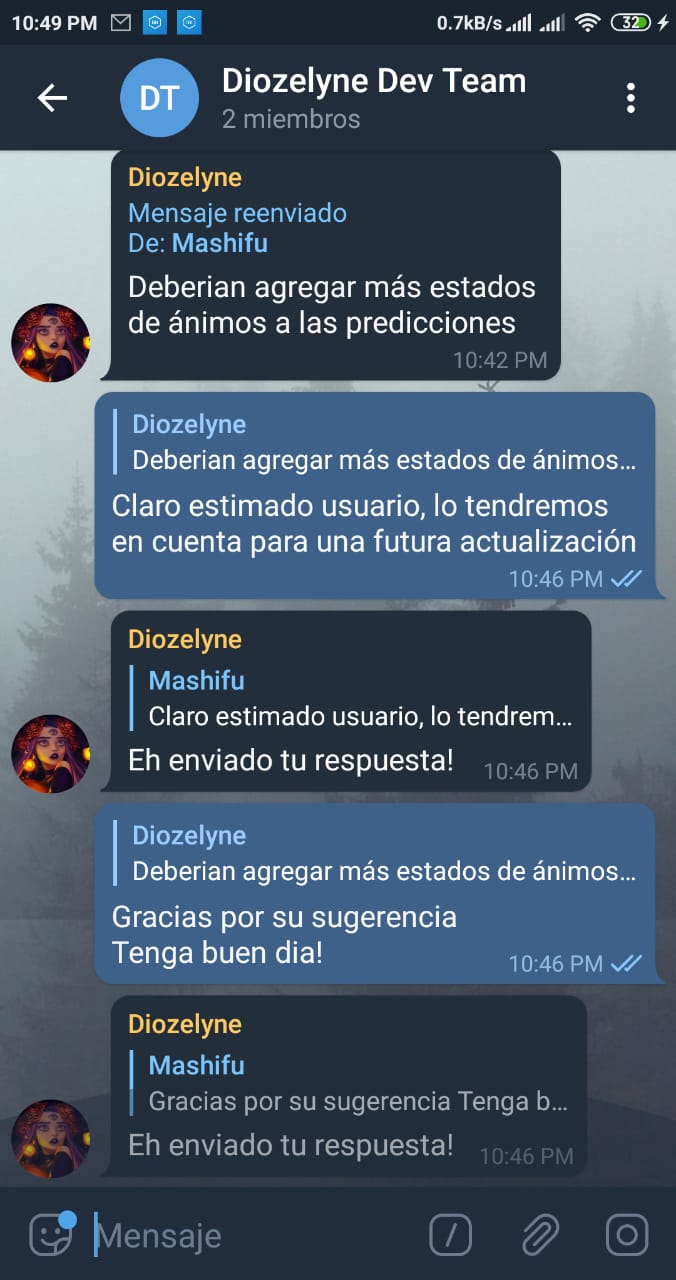 10:49 PM
0.7kB/s
32
DT
Diozelyne Dev Team
2 miembros
Diozelyne
Mensaje reenviado
De: Mashifu
Deberian agregar más estados
de ánimos a las predicciones
10:42 PM
Diozelyne
Deberian agregar más estados de ánimos...
Claro estimado usuario, lo tendremos
en cuenta para una futura actualización
10:46 PM
Diozelyne
Mashifu
Claro estimado usuario, lo tendrem...
Eh enviado tu respuesta!
10:46 PM
Diozelyne
Deberian agregar más estados de ánimos...
Gracias por su sugerencia
Tenga buen dia!
10:46 PM
Diozelyne
Mashifu
Gracias por su sugerencia Tenga b...
Eh enviado tu respuesta!
10:46 PM
Mensaje